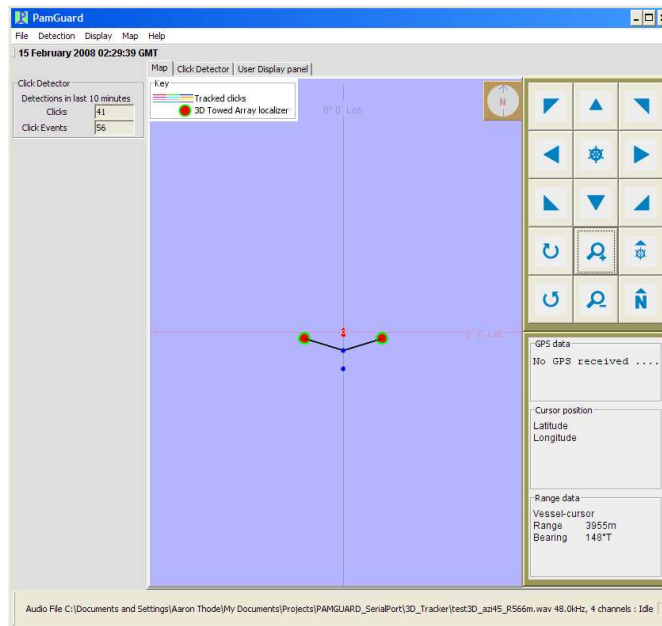 PamGuard
File Detection Display Map Help
15 February 2008 02:29:39 GMT
Map Click Detector User Display panel
Click Detector
Detections in last 10 minutes
Clicks 41
Click Events 56
Key
Tracked clicks
3D Towed Array localizer
0° 0' Lon
N
0° 0' Lat
N
GPS data
No GPS received ....
Cursor position
Latitude
Longitude
Range data
Vessel-cursor
Range 3955m
Bearing 148°T
Audio File C:\Documents and Settings\Aaron Thode\My Documents\Projects\PAMGUARD_SerialPort\3D_Tracker\test3D_azi45_R566m.wav 48.0kHz, 4 channels : Idle